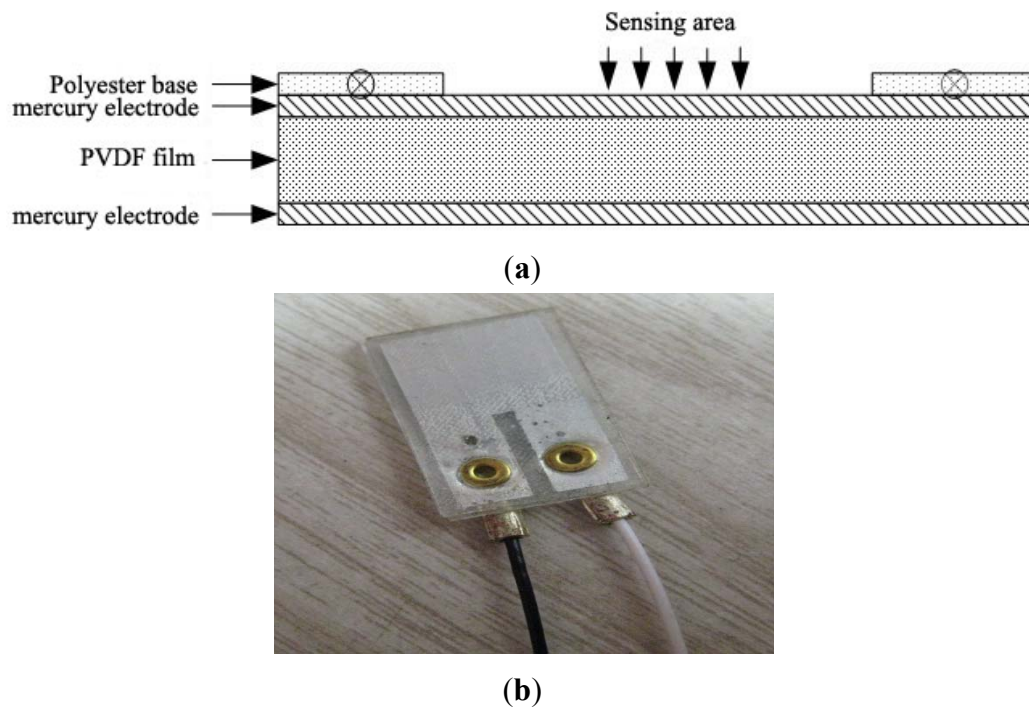 Sensing area
Polyester base
mercury electrode
PVDF film
mercury electrode
(a)
(b)